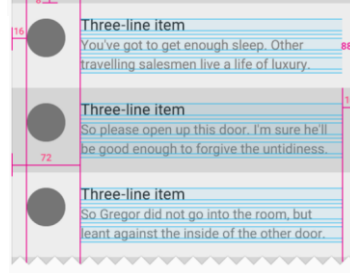 16
Three-line item
You've got to get enough sleep. Other
88
travelling salesmen live a life of luxury.
Three-line item
So please open up this door. I'm sure he'll
be good enough to forgive the untidiness.
72
Three-line item
So Gregor did not go into the room, but
leant against the inside of the other door.